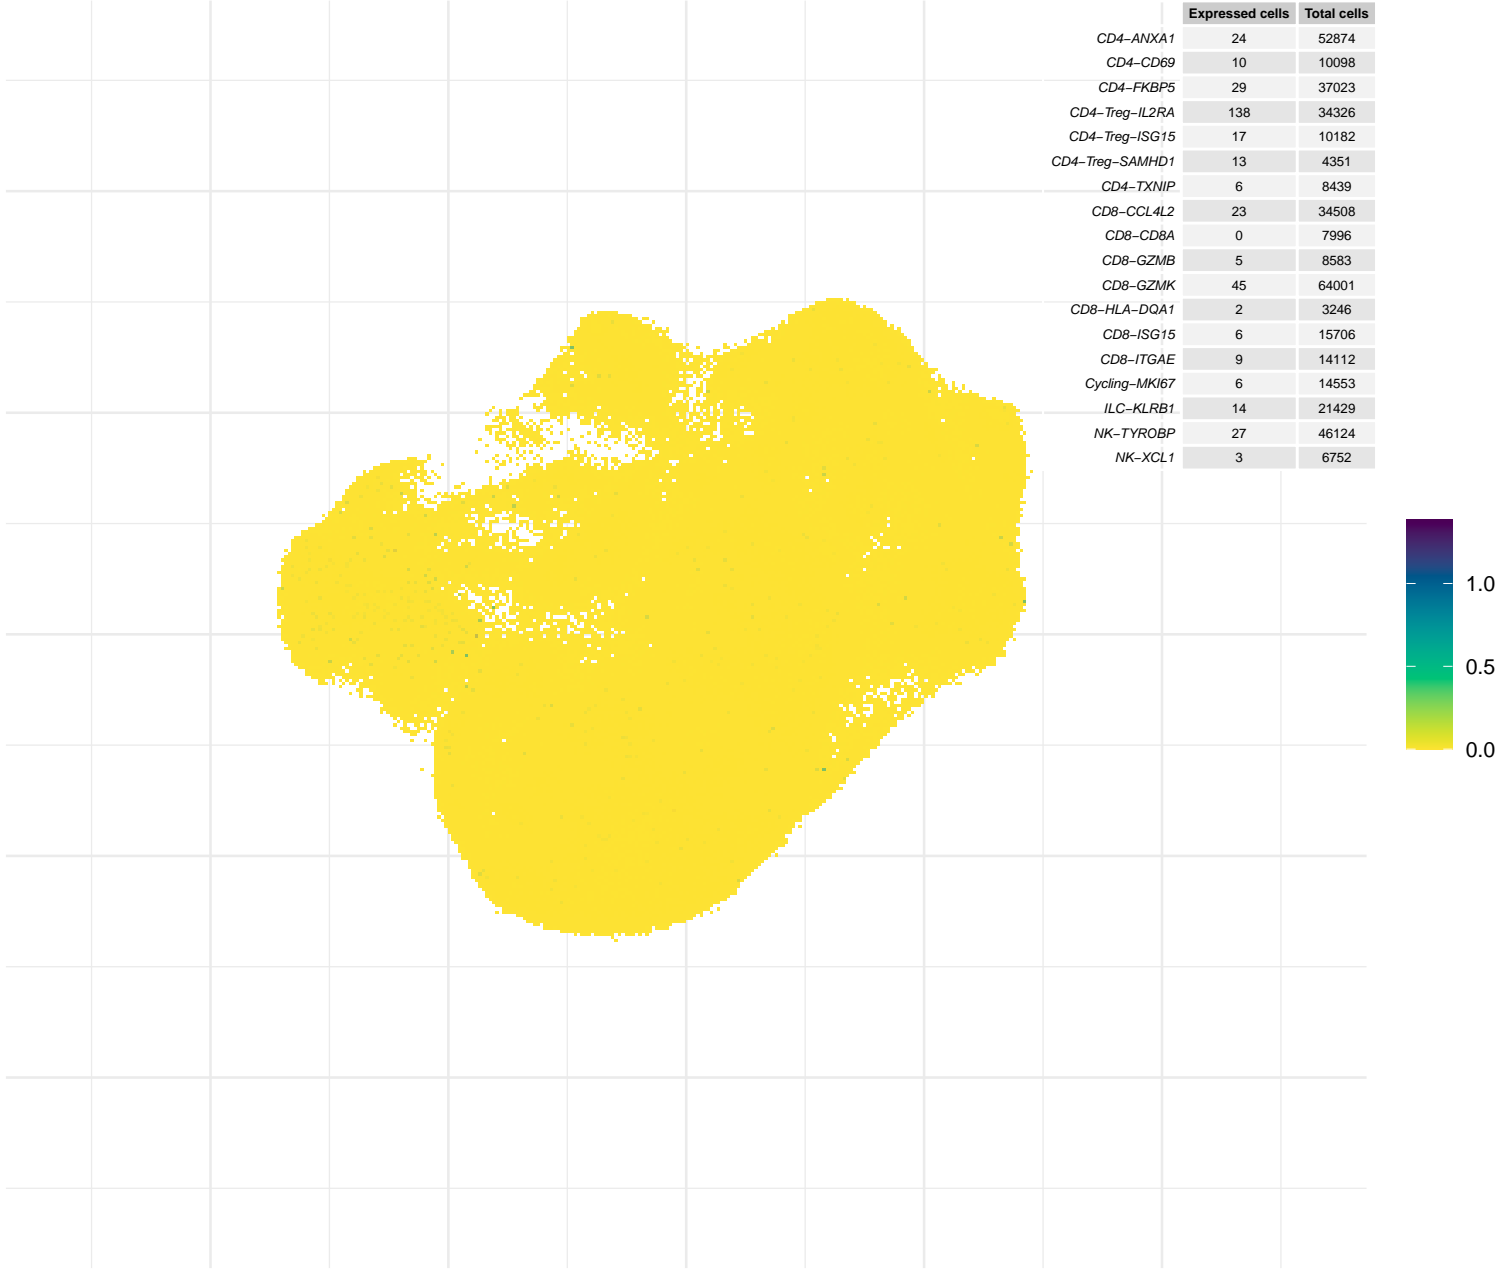 Expressed cells Total cells
CD4−ANXA1 24 52874
CD4−CD69 10 10098
CD4−FKBP5 29 37023
CD4−Treg−IL2RA 138 34326
CD4−Treg−ISG15 17 10182
CD4−Treg−SAMHD1 13 4351
CD4−TXNIP 6 8439
CD8−CCL4L2 23 34508
CD8−CD8A 0 7996
CD8−GZMB 5 8583
CD8−GZMK 45 64001
CD8−HLA−DQA1 2 3246
CD8−ISG15 6 15706
CD8−ITGAE 9 14112
Cycling−MKI67 6 14553
ILC−KLRB1 14 21429
NK−TYROBP 27 46124
NK−XCL1 3 6752
1.0
0.5
0.0